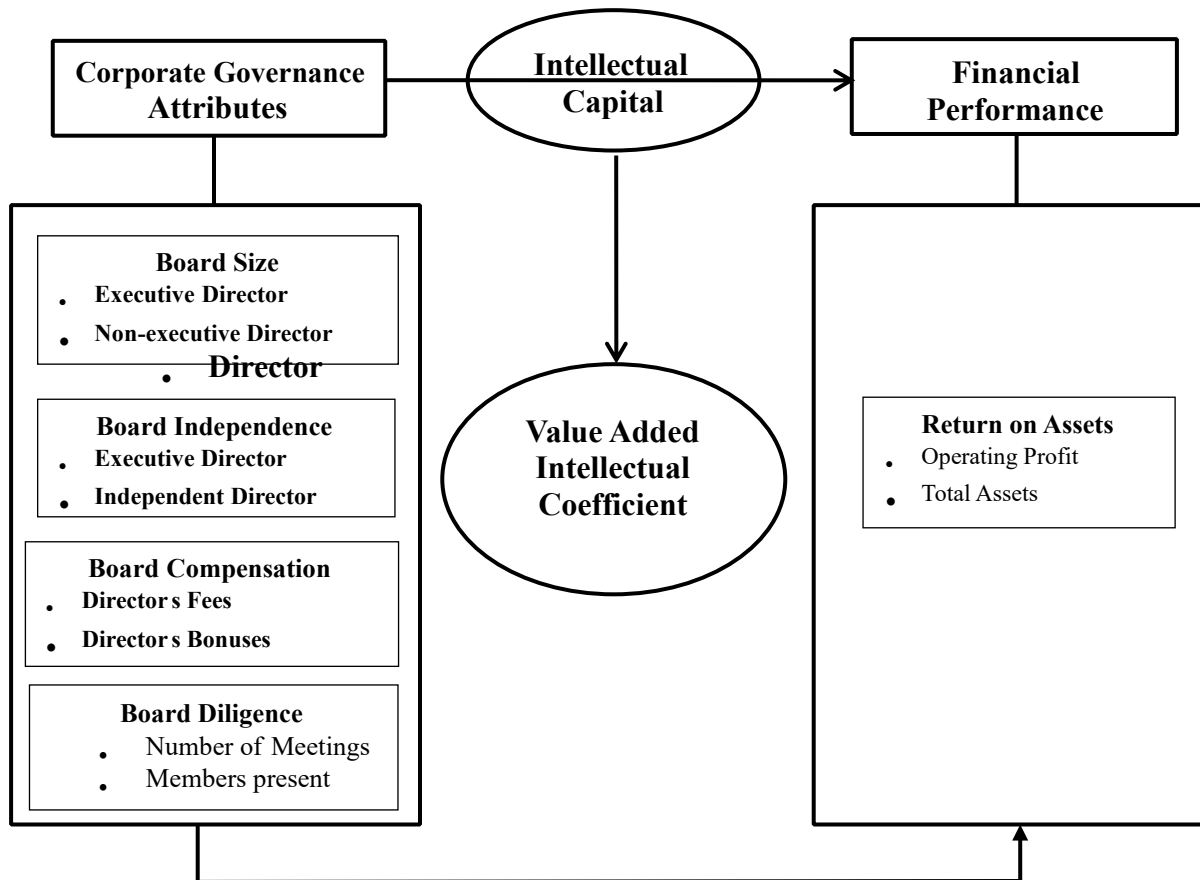 Corporate Governance
Attributes
Intellectual
Capital
Financial
Performance
Board Size
• Executive Director
• Non-executive Director
• Director
Board Independence
• Executive Director
• Independent Director
Board Compensation
• Director s Fees
• Director s Bonuses
Board Diligence
• Number of Meetings
• Members present
Value Added
Intellectual
Coefficient
Return on Assets
• Operating Profit
• Total Assets